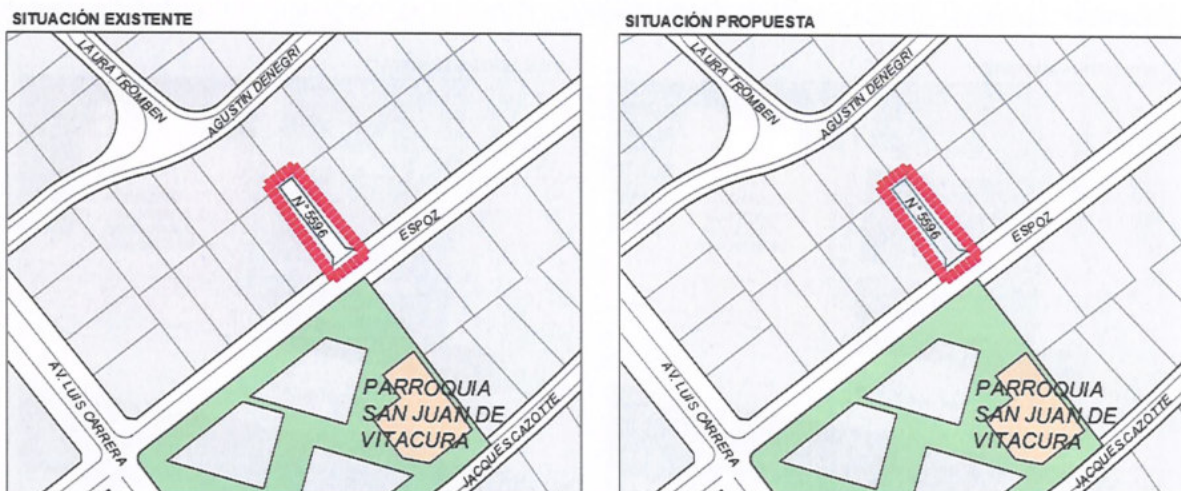 SITUACIÓN EXISTENTE
LAURA TROMBEN
AGUSTIN DENEGRI
N° 5596
ESPOZ
AV. LUIS CARRERA
PARROQUIA
SAN JUAN DE
VITACURA
JACQUES CAZOTTE
SITUACIÓN PROPUESTA
LAURA TROMBEN
AGUSTIN DENEGRI
N° 5596
ESPOZ
AV. LUIS CARRERA
PARROQUIA
SAN JUAN DE
VITACURA
JACQUES CAZOTTE